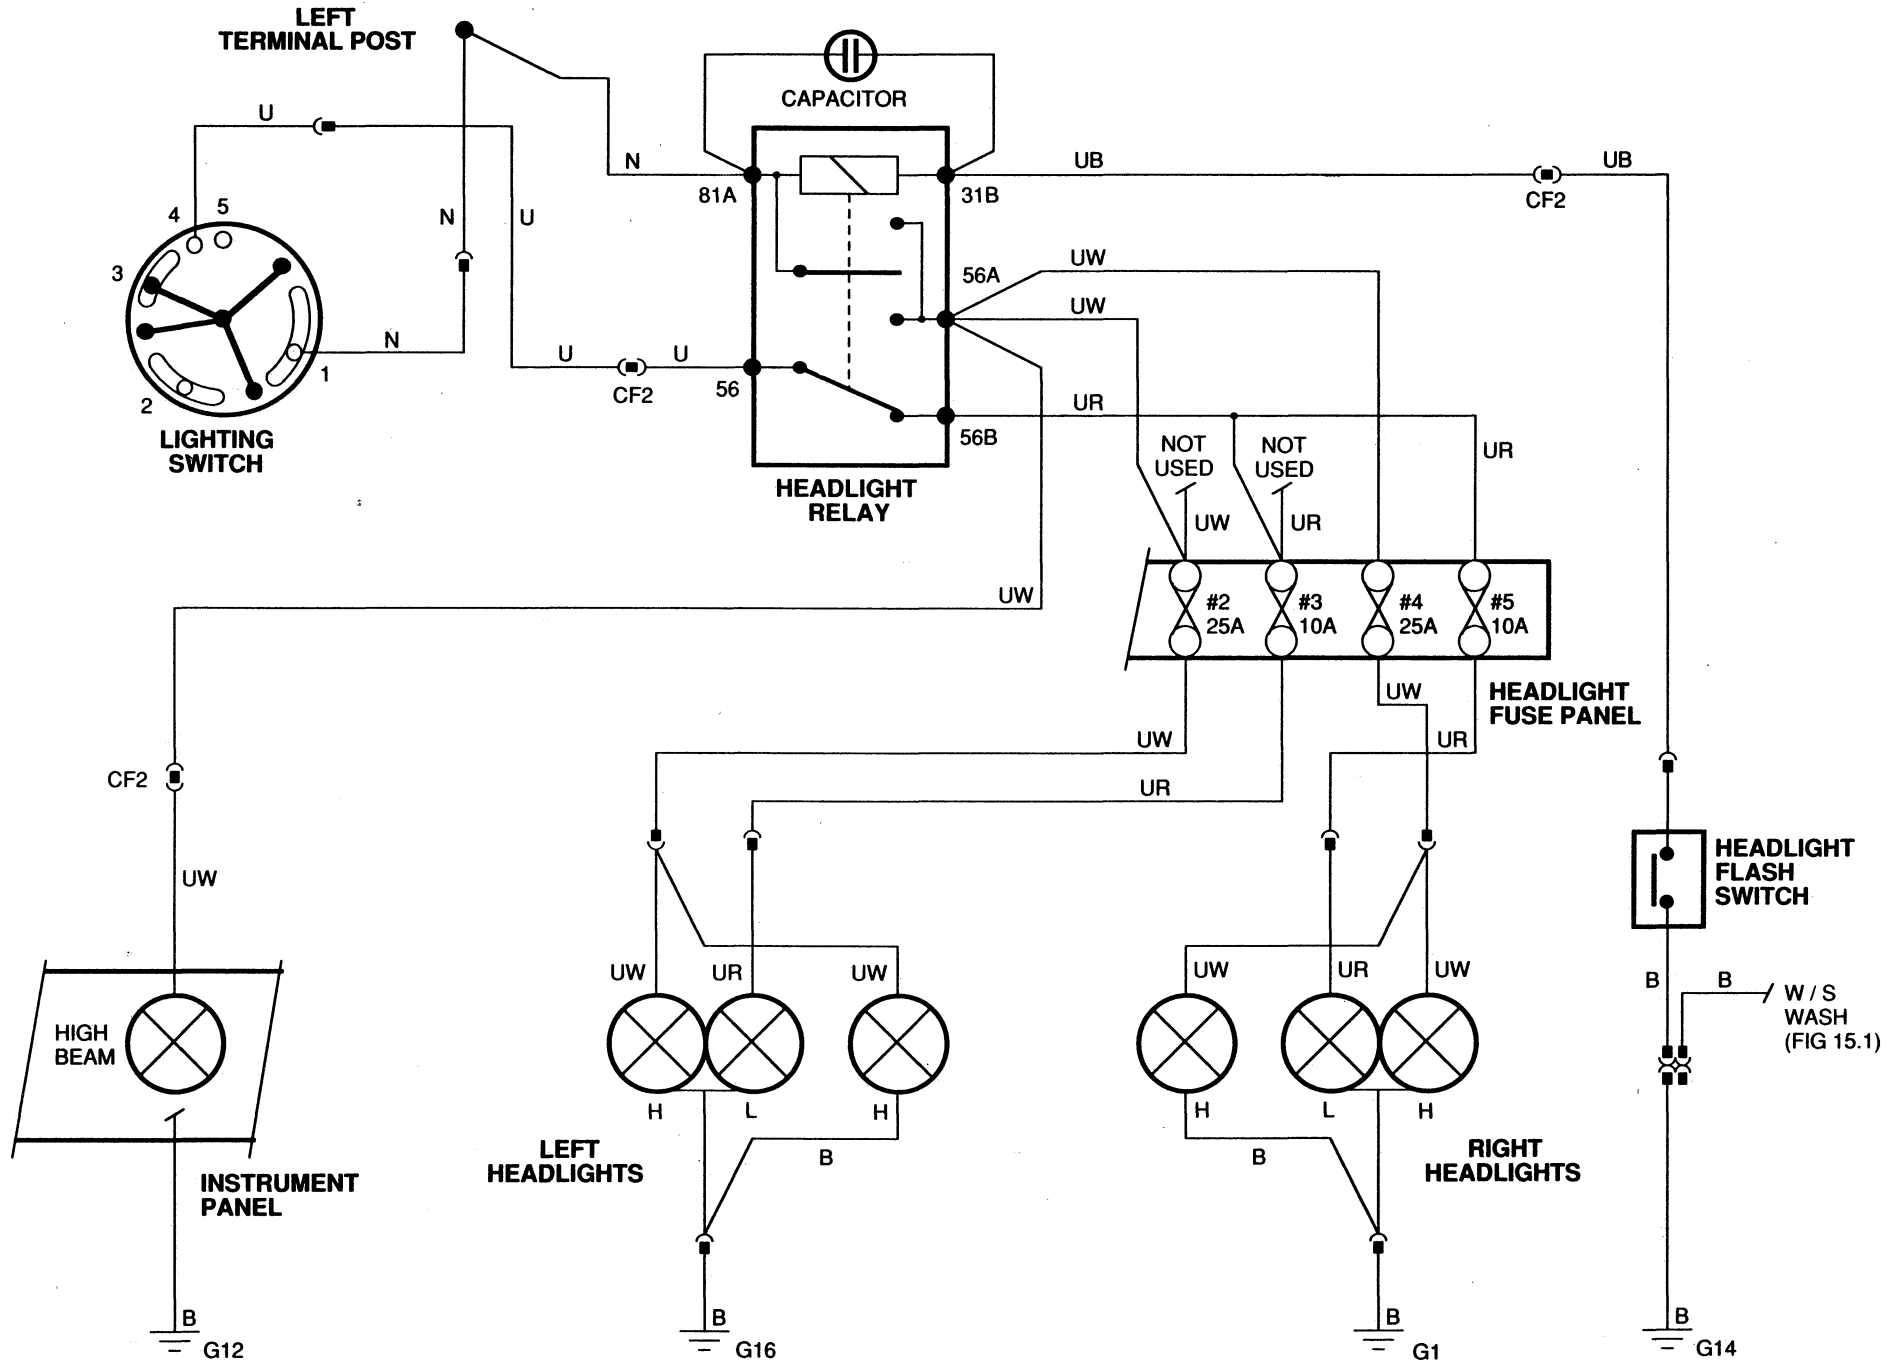 LEFT
TERMINAL POST
CAPACITOR
U
N
UB
UB
81A
31B
CF2
4
5
N
U
3
56A
UW
UW
N
U
U
1
2
CF2
56
UR
56B
LIGHTING
SWITCH
HEADLIGHT
RELAY
NOT
USED
NOT
USED
UR
UW
UR
UW
#2
25A
#3
10A
#4
25A
#5
10A
UW
HEADLIGHT
FUSE PANEL
UW
UR
UR
CF2
UW
HEADLIGHT
FLASH
SWITCH
UW
UR
UW
UW
UR
UW
B
B
W / S
WASH
(FIG 15.1)
HIGH
BEAM
H
L
H
H
L
H
LEFT
HEADLIGHTS
B
B
RIGHT
HEADLIGHTS
INSTRUMENT
PANEL
B
G12
B
G16
B
G1
B
G14